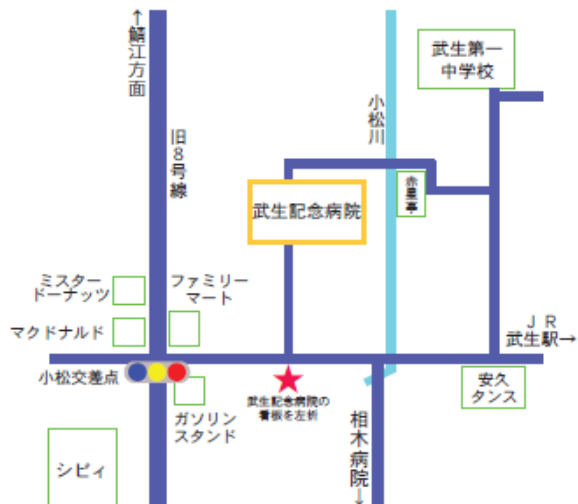 ←鯖江方面
旧８号線
小松川
武生第一
中学校
赤星亭
武生記念病院
ミスター
ドーナッツ
ファミリー
マート
マクドナルド
ＪＲ
武生駅→
小松交差点
武生記念病院の
看板を左折
ガソリン
スタンド
安久
タンス
相木病院→
シピィ